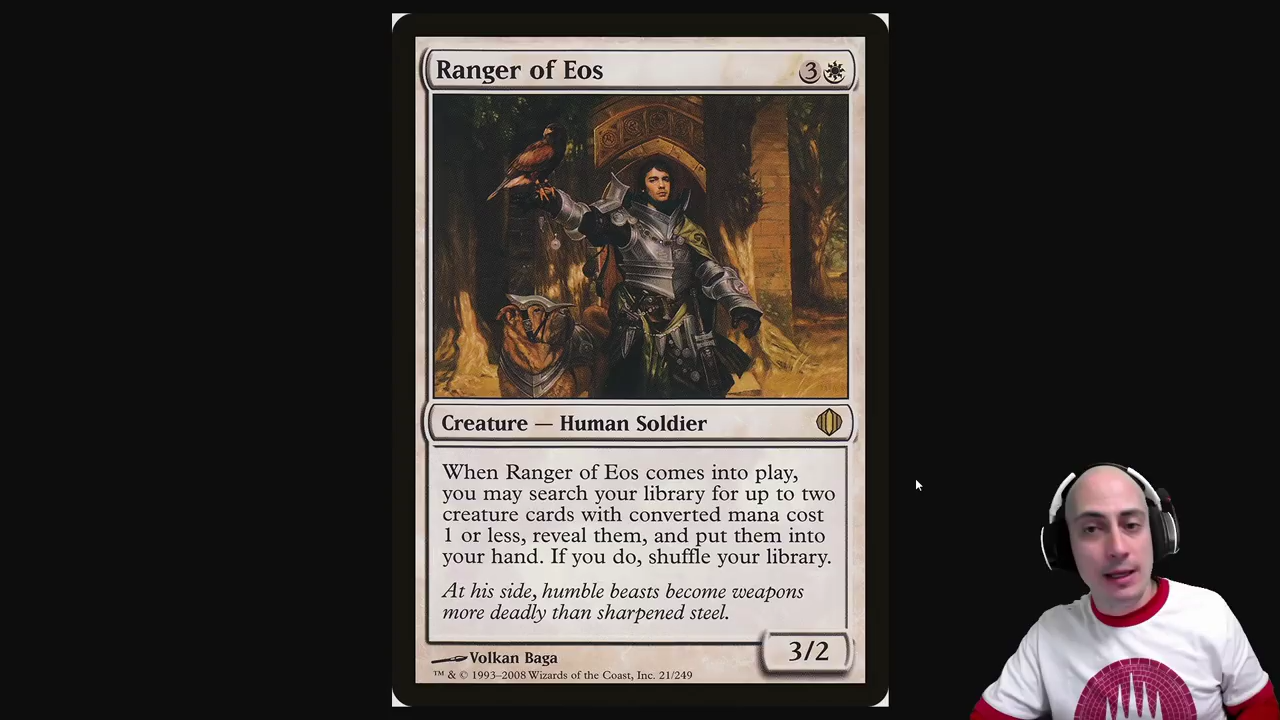 Ranger of Eos 3
Creature — Human Soldier
When Ranger of Eos comes into play,
you may search your library for up to two
creature cards with converted mana cost
1 or less, reveal them, and put them into
your hand. If you do, shuffle your library.
At his side, humble beasts become weapons
more deadly than sharpened steel.
3/2
Volkan Baga
™ & © 1993–2008 Wizards of the Coast, Inc. 21/249